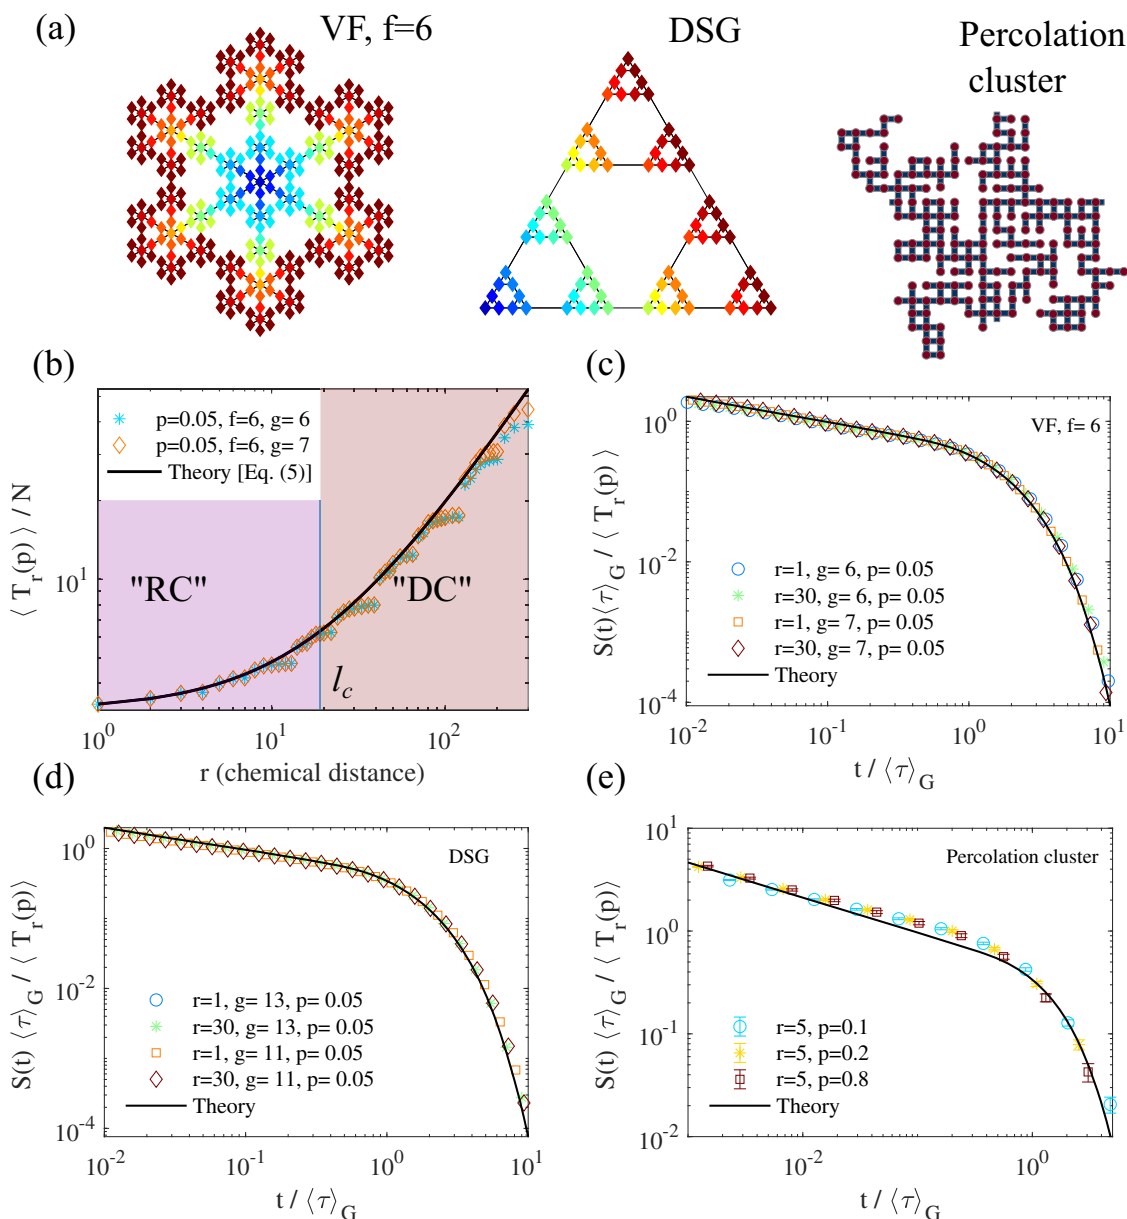 (a)
VF, f=6
DSG
Percolation
cluster
(b)
⟨ T_r(p) ⟩ / N
10^1
p=0.05, f=6, g= 6
p=0.05, f=6, g= 7
Theory [Eq. (5)]
"RC"
"DC"
l_c
10^0
10^1
10^2
r (chemical distance)
(c)
S(t)⟨τ⟩_G / ⟨ T_r(p) ⟩
10^0
10^-2
10^-4
VF, f= 6
r=1, g= 6, p= 0.05
r=30, g= 6, p= 0.05
r=1, g= 7, p= 0.05
r=30, g= 7, p= 0.05
Theory
10^-2
10^-1
10^0
10^1
t / ⟨τ⟩_G
(d)
S(t) ⟨τ⟩_G / ⟨ T_r(p) ⟩
10^0
10^-2
10^-4
DSG
r=1, g= 13, p= 0.05
r=30, g= 13, p= 0.05
r=1, g= 11, p= 0.05
r=30, g= 11, p= 0.05
Theory
10^-2
10^-1
10^0
10^1
t / ⟨τ⟩_G
(e)
S(t) ⟨τ⟩_G / ⟨ T_r(p) ⟩
10^1
10^0
10^-1
10^-2
Percolation cluster
r=5, p=0.1
r=5, p=0.2
r=5, p=0.8
Theory
10^-2
10^0
t / ⟨τ⟩_G